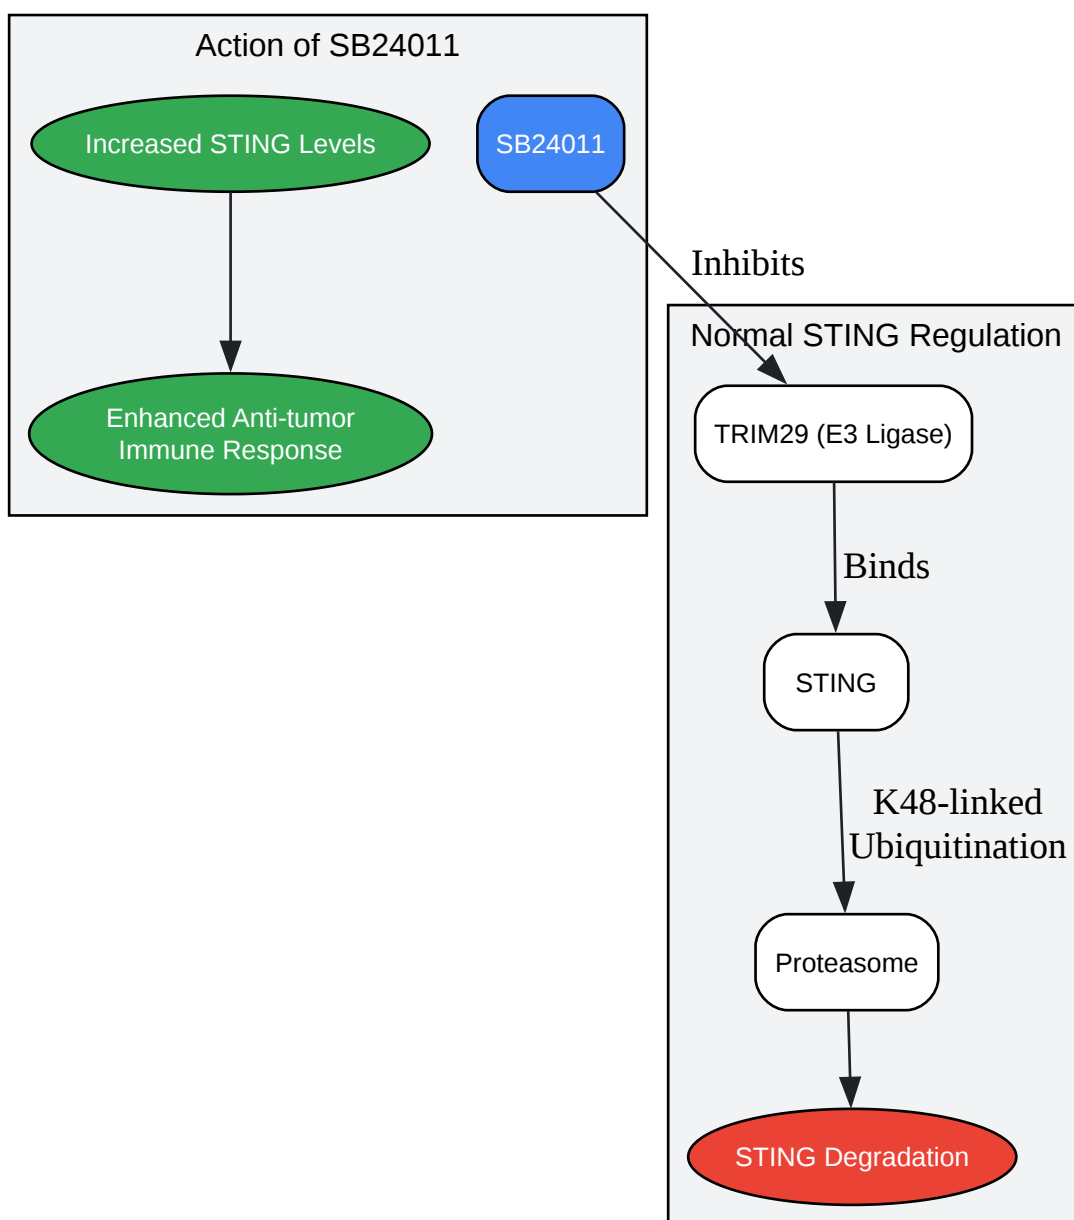 Action of SB24011
Increased STING Levels
SB24011
Inhibits
Enhanced Anti-tumor
Immune Response
Normal STING Regulation
TRIM29 (E3 Ligase)
Binds
STING
K48-linked
Ubiquitination
Proteasome
STING Degradation